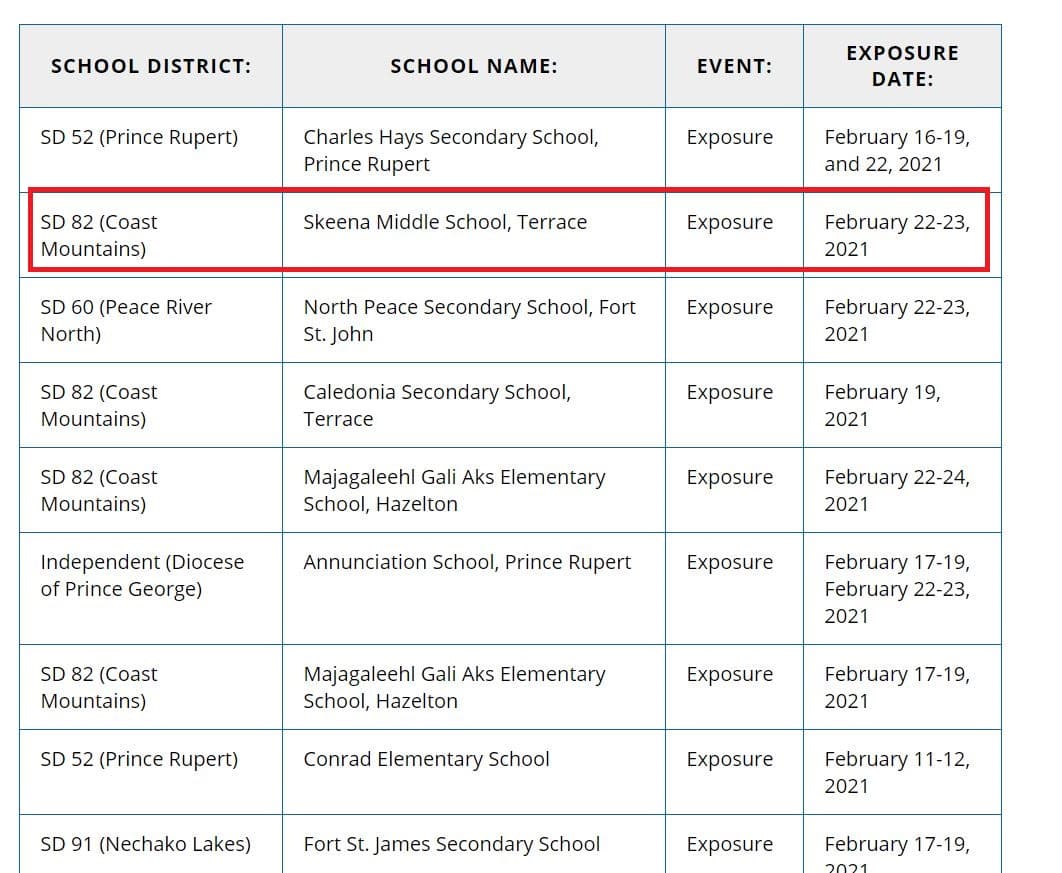 SCHOOL DISTRICT: SCHOOL NAME: EVENT: EXPOSURE
DATE:
SD 52 (Prince Rupert) Charles Hays Secondary School, Exposure February 16-19,
Prince Rupert and 22, 2021
SD 82 (Coast Skeena Middle School, Terrace Exposure February 22-23,
Mountains) 2021
SD 60 (Peace River North Peace Secondary School, Fort Exposure February 22-23,
North) St. John 2021
SD 82 (Coast Caledonia Secondary School, Exposure February 19,
Mountains) Terrace 2021
SD 82 (Coast Majagaleehl Gali Aks Elementary Exposure February 22-24,
Mountains) School, Hazelton 2021
Independent (Diocese Annunciation School, Prince Rupert Exposure February 17-19,
of Prince George) February 22-23,
2021
SD 82 (Coast Majagaleehl Gali Aks Elementary Exposure February 17-19,
Mountains) School, Hazelton 2021
SD 52 (Prince Rupert) Conrad Elementary School Exposure February 11-12,
2021
SD 91 (Nechako Lakes) Fort St. James Secondary School Exposure February 17-19,
2021